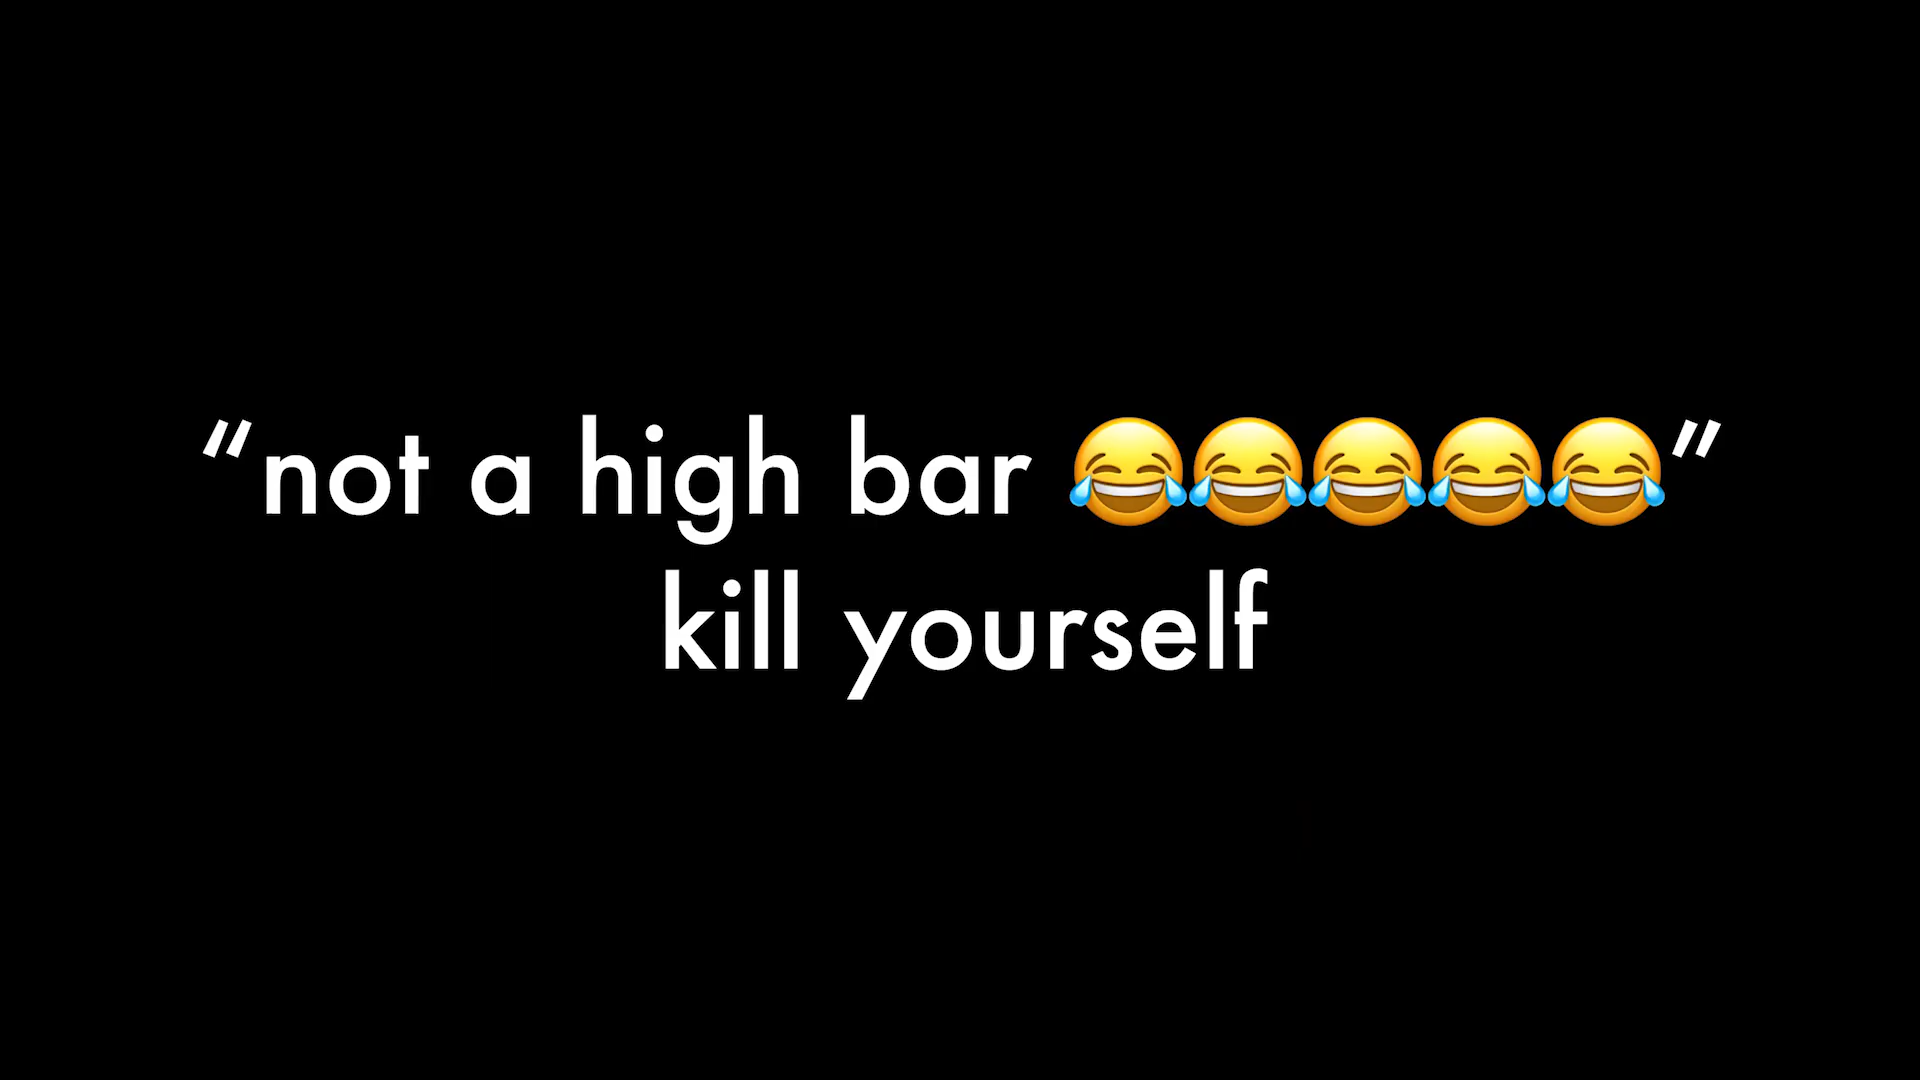 “not a high bar 😂😂😂😂😂”
kill yourself